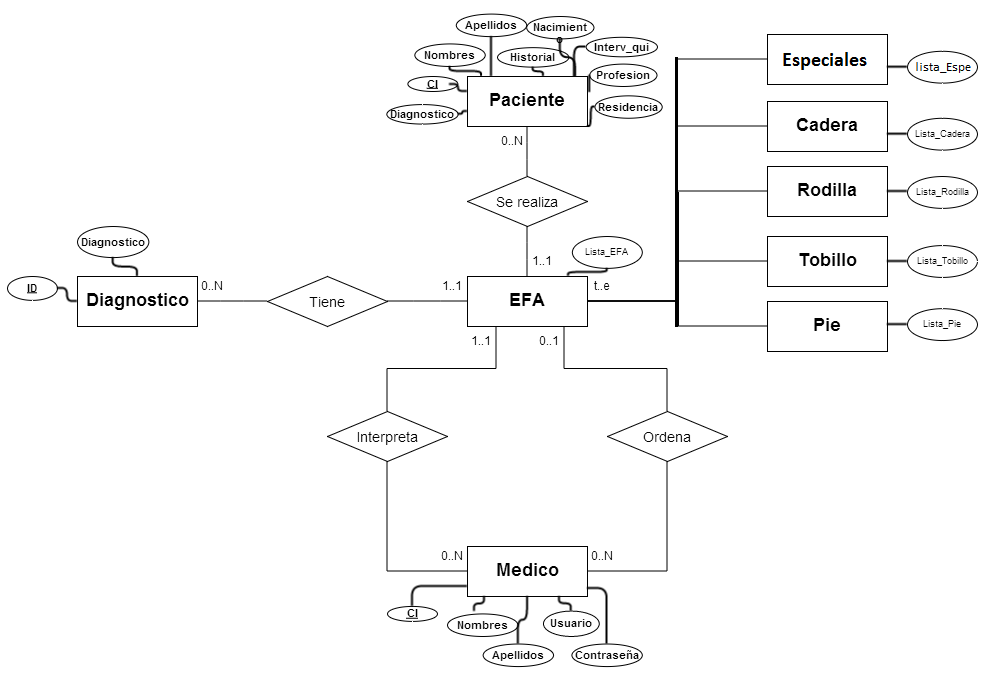 Apellidos
Nacimient
Nombres
Historial
Interv_qui
CI
Profesion
Diagnostico
Paciente
Residencia
0..N
Se realiza
1..1
Lista_EFA
Especiales
lista_Espe
Cadera
Lista_Cadera
Rodilla
Lista_Rodilla
Tobillo
Lista_Tobillo
Pie
Lista_Pie
Diagnostico
ID
Diagnostico
0..N
Tiene
1..1
EFA
t..e
1..1
0..1
Interpreta
Ordena
0..N
0..N
Medico
CI
Nombres
Usuario
Apellidos
Contraseña